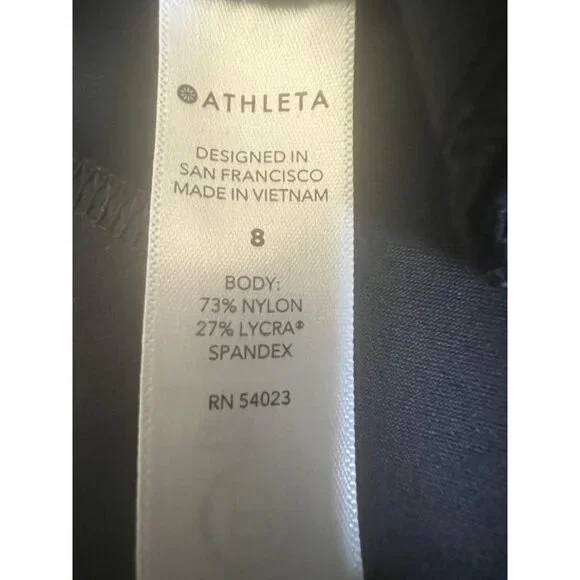 ATHLETA
DESIGNED IN
SAN FRANCISCO
MADE IN VIETNAM
8
BODY:
73% NYLON
27% LYCRA®
SPANDEX
RN 54023